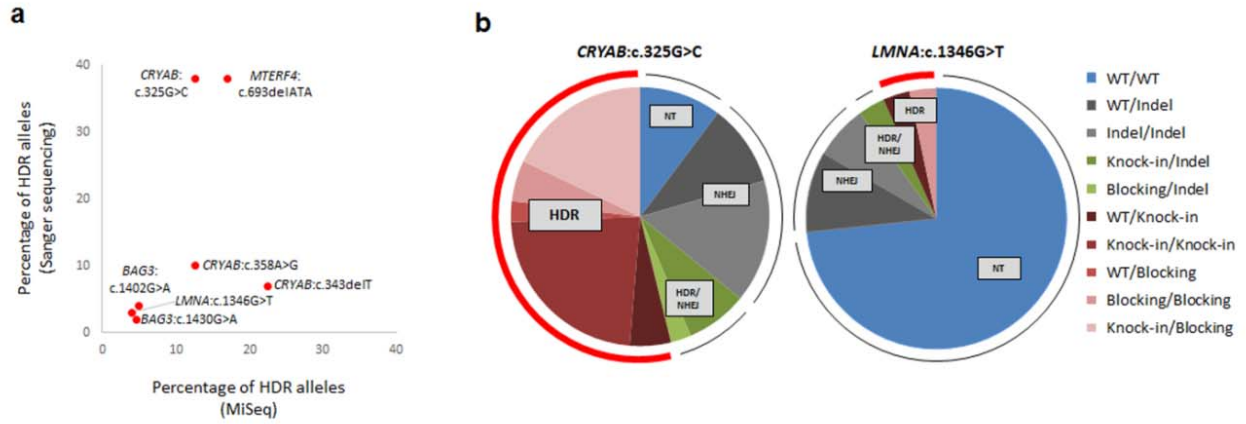 a
Percentage of HDR alleles
(Sanger sequencing)
40
30
20
10
0
0
10
20
30
40
CRYAB:
c.325G>C
MTERF4:
c.693delATA
CRYAB:c.358A>G
CRYAB:c.343delT
BAG3:
c.1402G>A
LMNA:c.1346G>T
BAG3:c.1430G>A
Percentage of HDR alleles
(MiSeq)
b
CRYAB:c.325G>C
NT
NHEJ
HDR/
NHEJ
HDR
LMNA:c.1346G>T
HDR
HDR/
NHEJ
NHEJ
NT
WT/WT
WT/Indel
Indel/Indel
Knock-in/Indel
Blocking/Indel
WT/Knock-in
Knock-in/Knock-in
WT/Blocking
Blocking/Blocking
Knock-in/Blocking